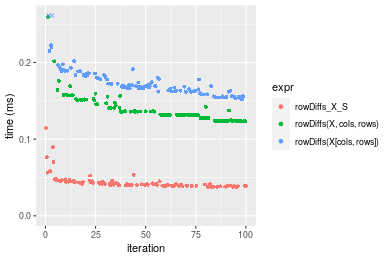 0.2
0.1
0.0
0
25
50
75
100
iteration
time (ms)
expr
rowDiffs_X_S
rowDiffs(X, cols, rows)
rowDiffs(X[cols, rows])